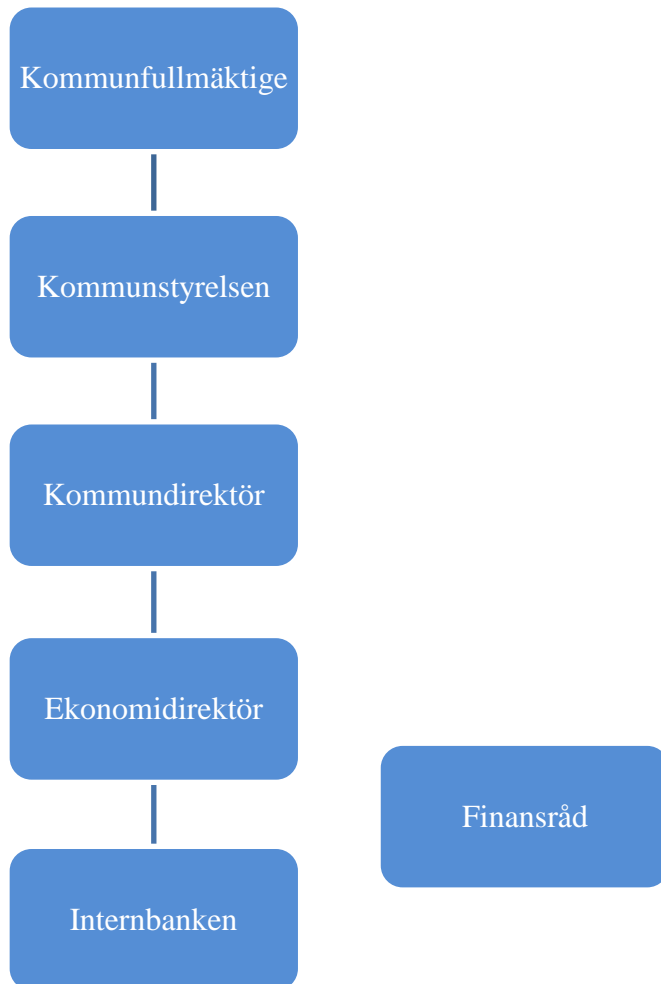 Kommunfullmäktige
Kommunstyrelsen
Kommundirektör
Ekonomidirektör
Finansråd
Internbanken